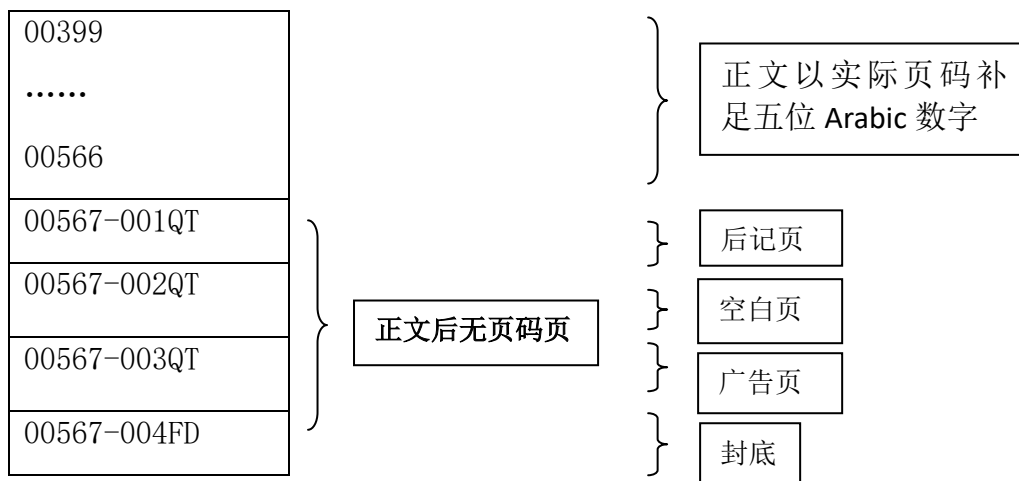 00399
......
00566
正文以实际页码补
足五位 Arabic 数字
00567-001QT
后记页
00567-002QT
空白页
正文后无页码页
00567-003QT
广告页
00567-004FD
封底